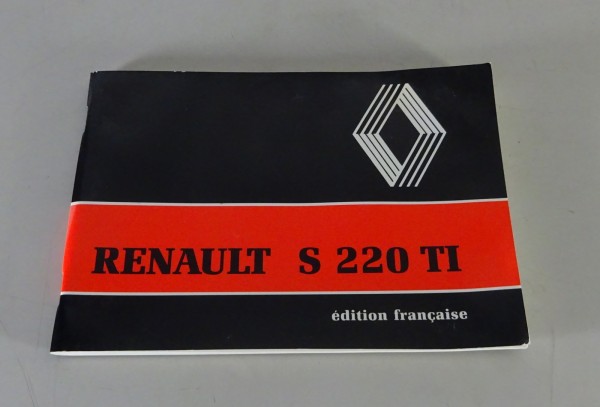 RENAULT S 220 TI
édition française